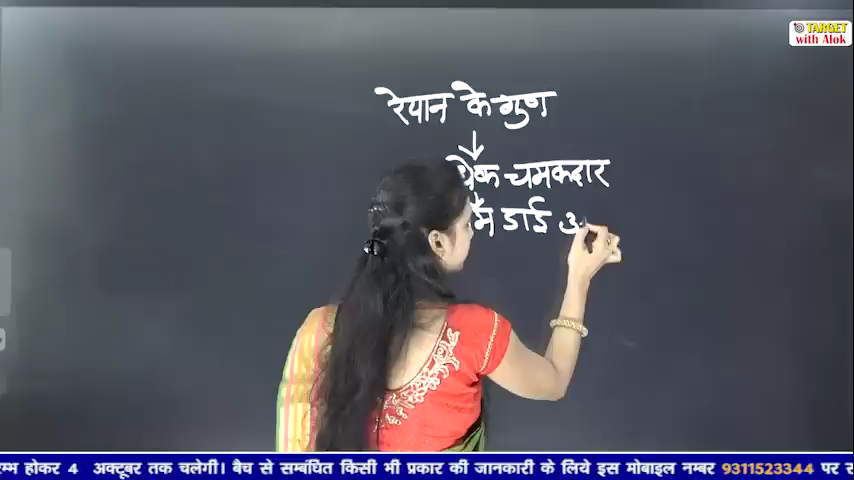 TARGET
with Alok
रेयान के गुण
चमकदार
डाई
रम्भ होकर 4 अक्टूबर तक चलेगी। बैच से सम्बंधित किसी भी प्रकार की जानकारी के लिये इस मोबाइल नम्बर 9311523344 पर